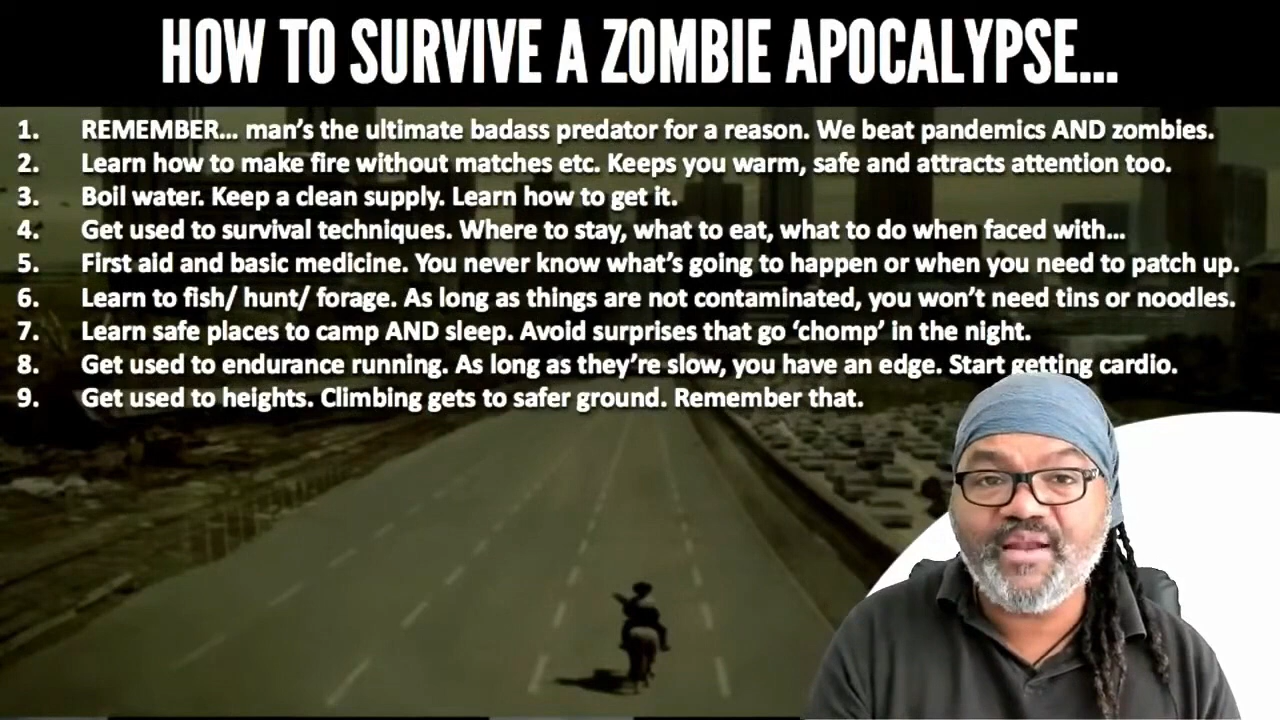 HOW TO SURVIVE A ZOMBIE APOCALYPSE...
1. REMEMBER... man's the ultimate badass predator for a reason. We beat pandemics AND zombies.
2. Learn how to make fire without matches etc. Keeps you warm, safe and attracts attention too.
3. Boil water. Keep a clean supply. Learn how to get it.
4. Get used to survival techniques. Where to stay, what to eat, what to do when faced with...
5. First aid and basic medicine. You never know what's going to happen or when you need to patch up.
6. Learn to fish/ hunt/ forage. As long as things are not contaminated, you won't need tins or noodles.
7. Learn safe places to camp AND sleep. Avoid surprises that go 'chomp' in the night.
8. Get used to endurance running. As long as they're slow, you have an edge. Start getting cardio.
9. Get used to heights. Climbing gets to safer ground. Remember that.